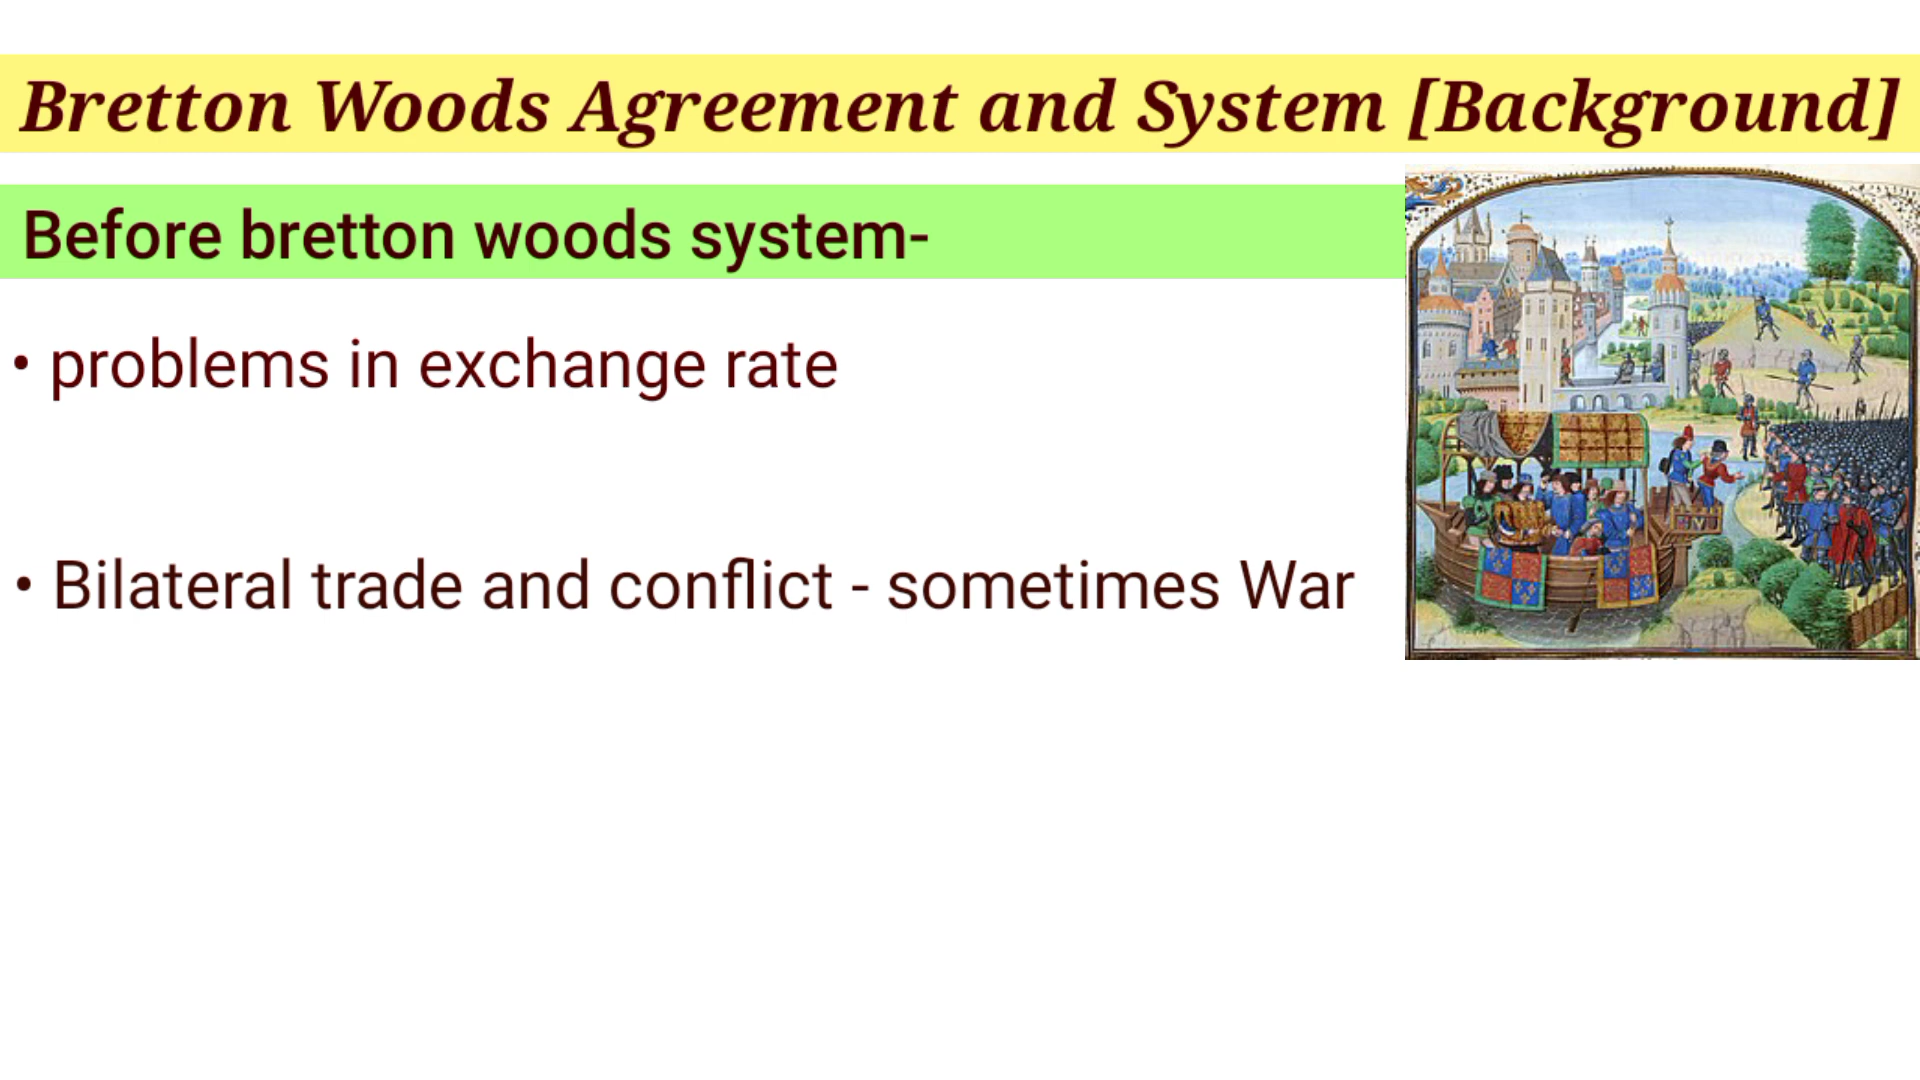 Bretton Woods Agreement and System [Background]
Before bretton woods system-
• problems in exchange rate
• Bilateral trade and conflict - sometimes War